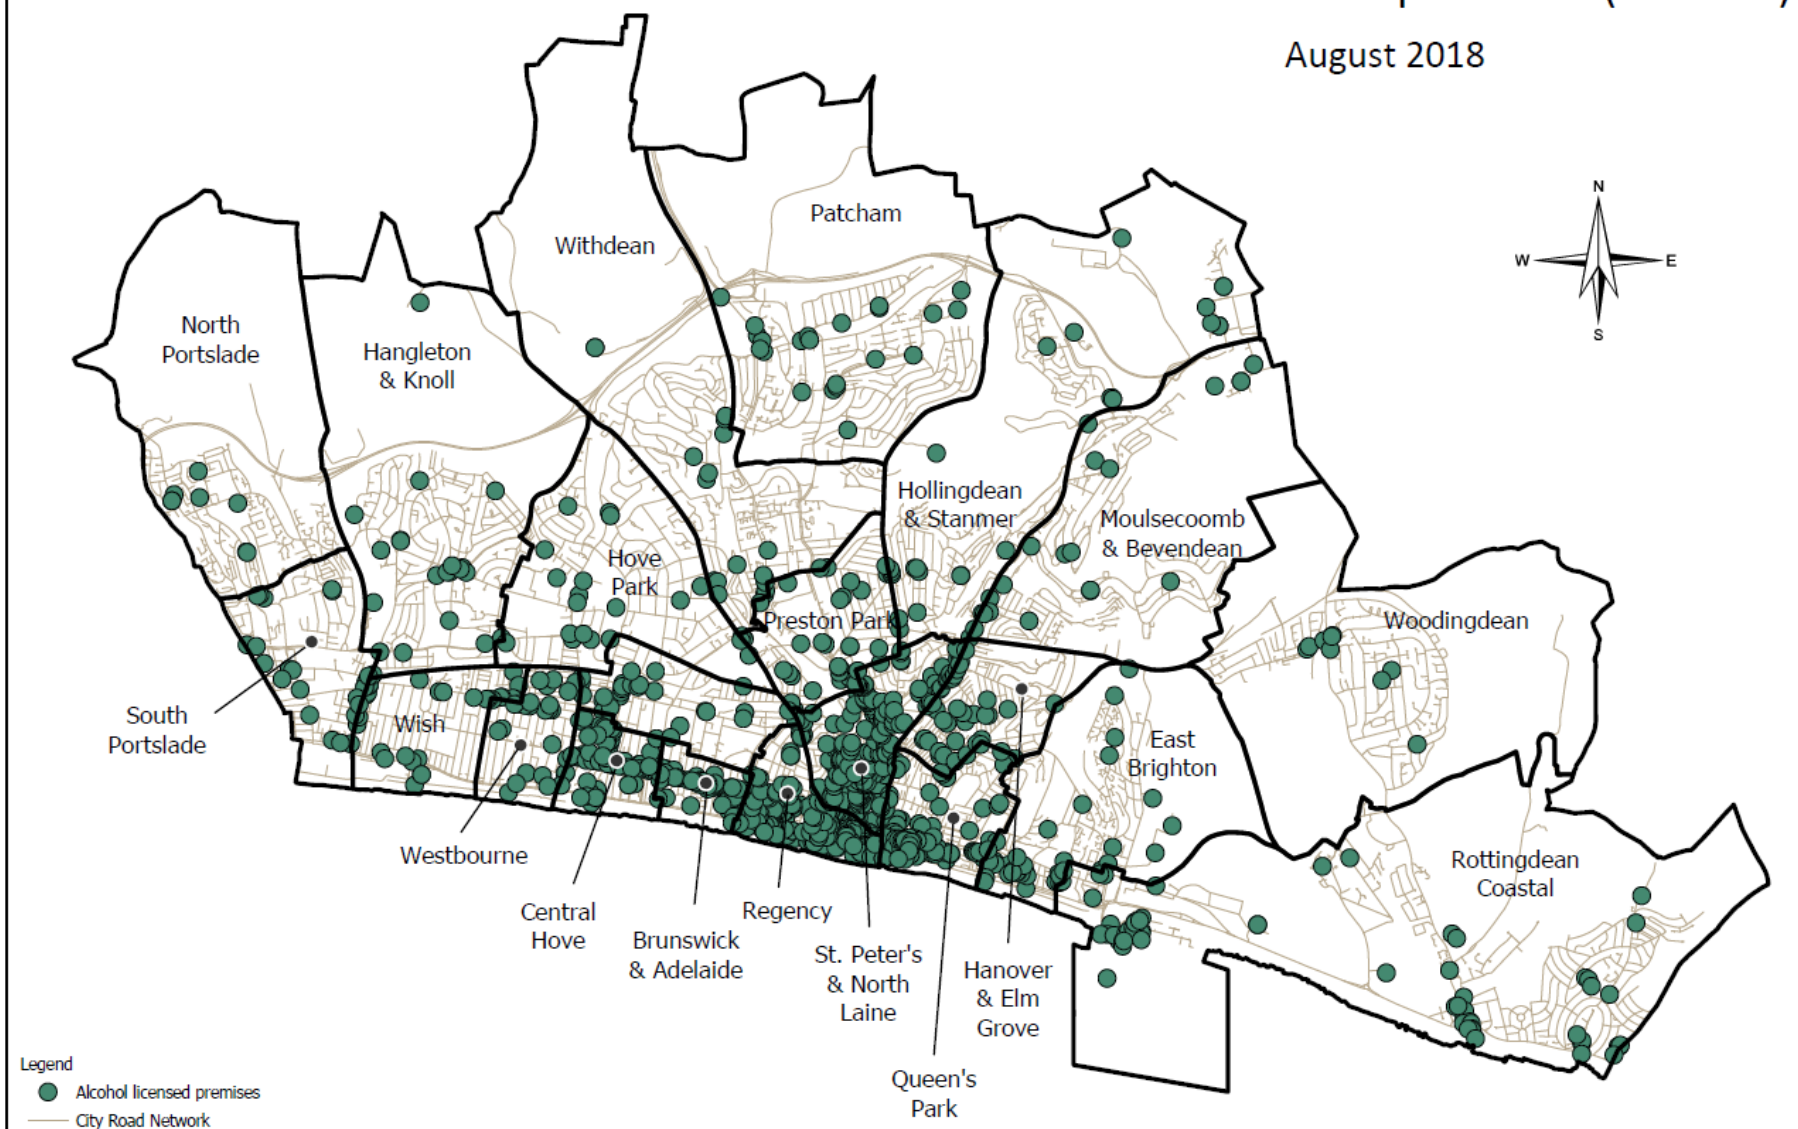 August 2018
N
W
E
S
Patcham
Withdean
North
Portslade
Hangleton
& Knoll
Hollingdean
& Stanmer
Moulsecoomb
& Bevendean
Hove
Park
Preston Park
Woodingdean
South
Portslade
Wish
East
Brighton
Westbourne
Rottingdean
Coastal
Central
Hove
Brunswick
& Adelaide
Regency
St. Peter's
& North
Laine
Hanover
& Elm
Grove
Queen's
Park
Legend
Alcohol licensed premises
City Road Network